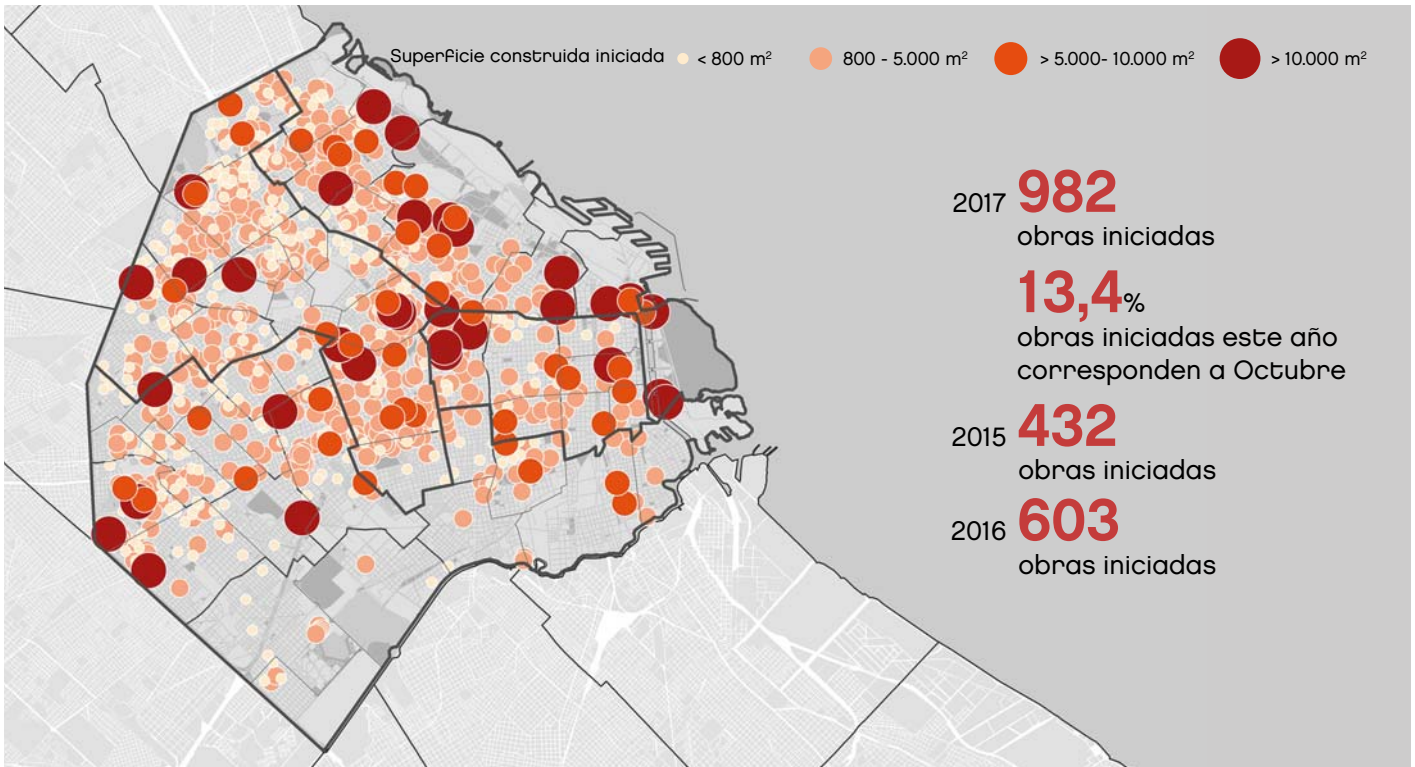 Superficie construida iniciada < 800 m² 800 - 5.000 m² > 5.000- 10.000 m² > 10.000 m²
2017 982
obras iniciadas
13,4%
obras iniciadas este año
corresponden a Octubre
2015 432
obras iniciadas
2016 603
obras iniciadas